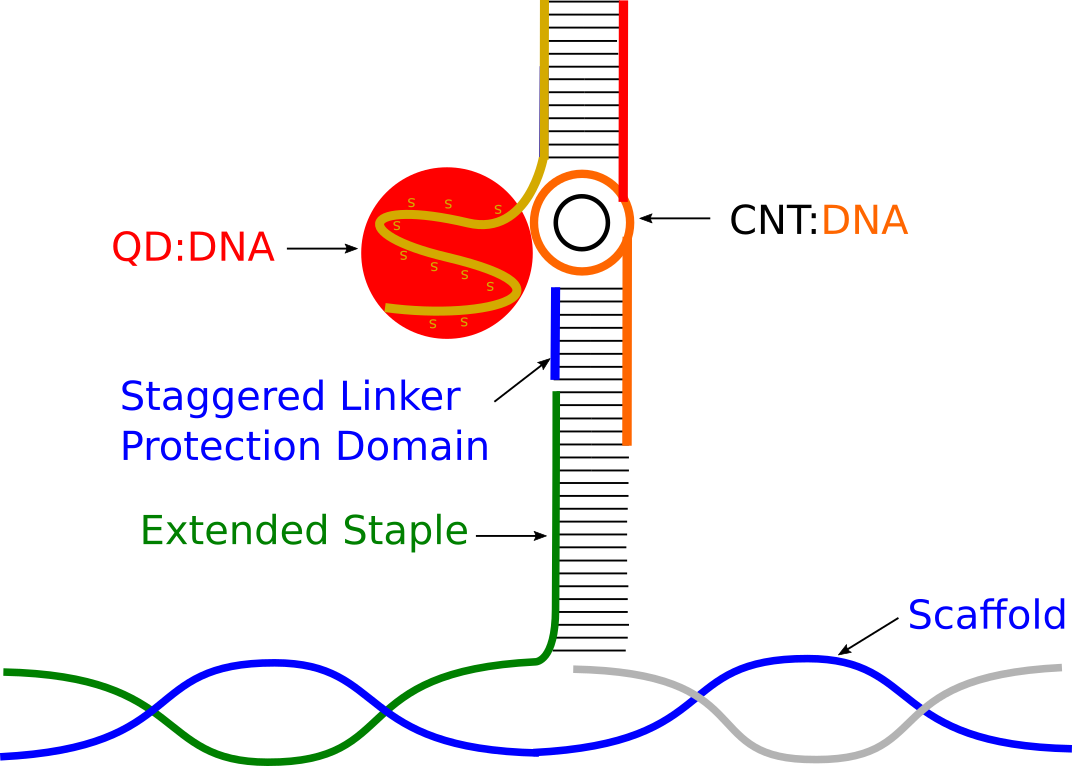 S S S
S
S S S S
S S
CNT:DNA
QD:DNA
Staggered Linker
Protection Domain
Extended Staple
Scaffold